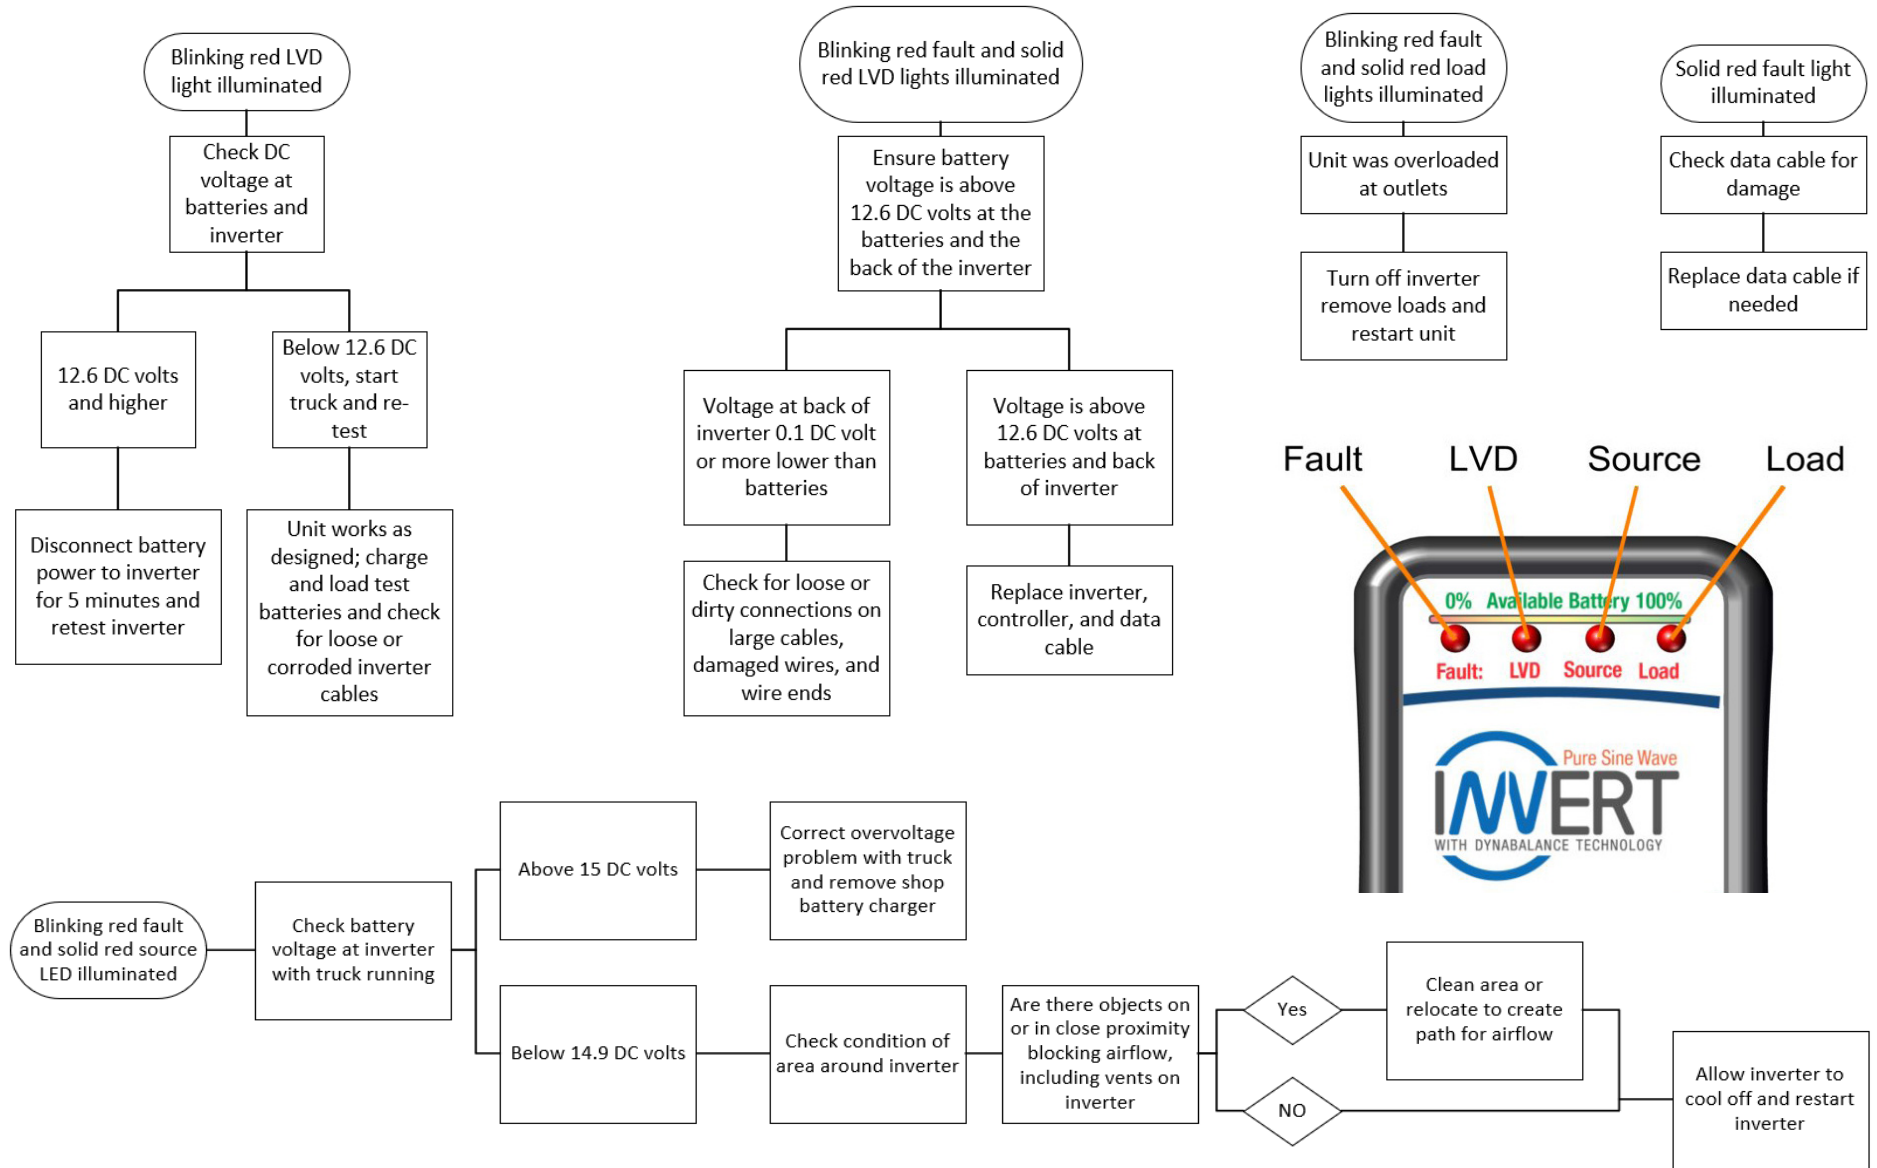 Blinking red LVD
light illuminated
Check DC
voltage at
batteries and
inverter
12.6 DC volts
and higher
Below 12.6 DC
volts, start
truck and re-
test
Disconnect battery
power to inverter
for 5 minutes and
retest inverter
Unit works as
designed; charge
and load test
batteries and check
for loose or
corroded inverter
cables
Blinking red fault and solid
red LVD lights illuminated
Ensure battery
voltage is above
12.6 DC volts at the
batteries and the
back of the inverter
Voltage at back of
inverter 0.1 DC volt
or more lower than
batteries
Voltage is above
12.6 DC volts at
batteries and back
of inverter
Check for loose or
dirty connections on
large cables,
damaged wires, and
wire ends
Replace inverter,
controller, and data
cable
Blinking red fault
and solid red load
lights illuminated
Unit was overloaded
at outlets
Turn off inverter
remove loads and
restart unit
Solid red fault light
illuminated
Check data cable for
damage
Replace data cable if
needed
Fault LVD Source Load
0% Available Battery 100%
Fault: LVD Source Load
Pure Sine Wave
INVERT
WITH DYNABALANCE TECHNOLOGY
Blinking red fault
and solid red source
LED illuminated
Check battery
voltage at inverter
with truck running
Above 15 DC volts
Correct overvoltage
problem with truck
and remove shop
battery charger
Below 14.9 DC volts
Check condition of
area around inverter
Are there objects on
or in close proximity
blocking airflow,
including vents on
inverter
Yes
Clean area or
relocate to create
path for airflow
NO
Allow inverter to
cool off and restart
inverter